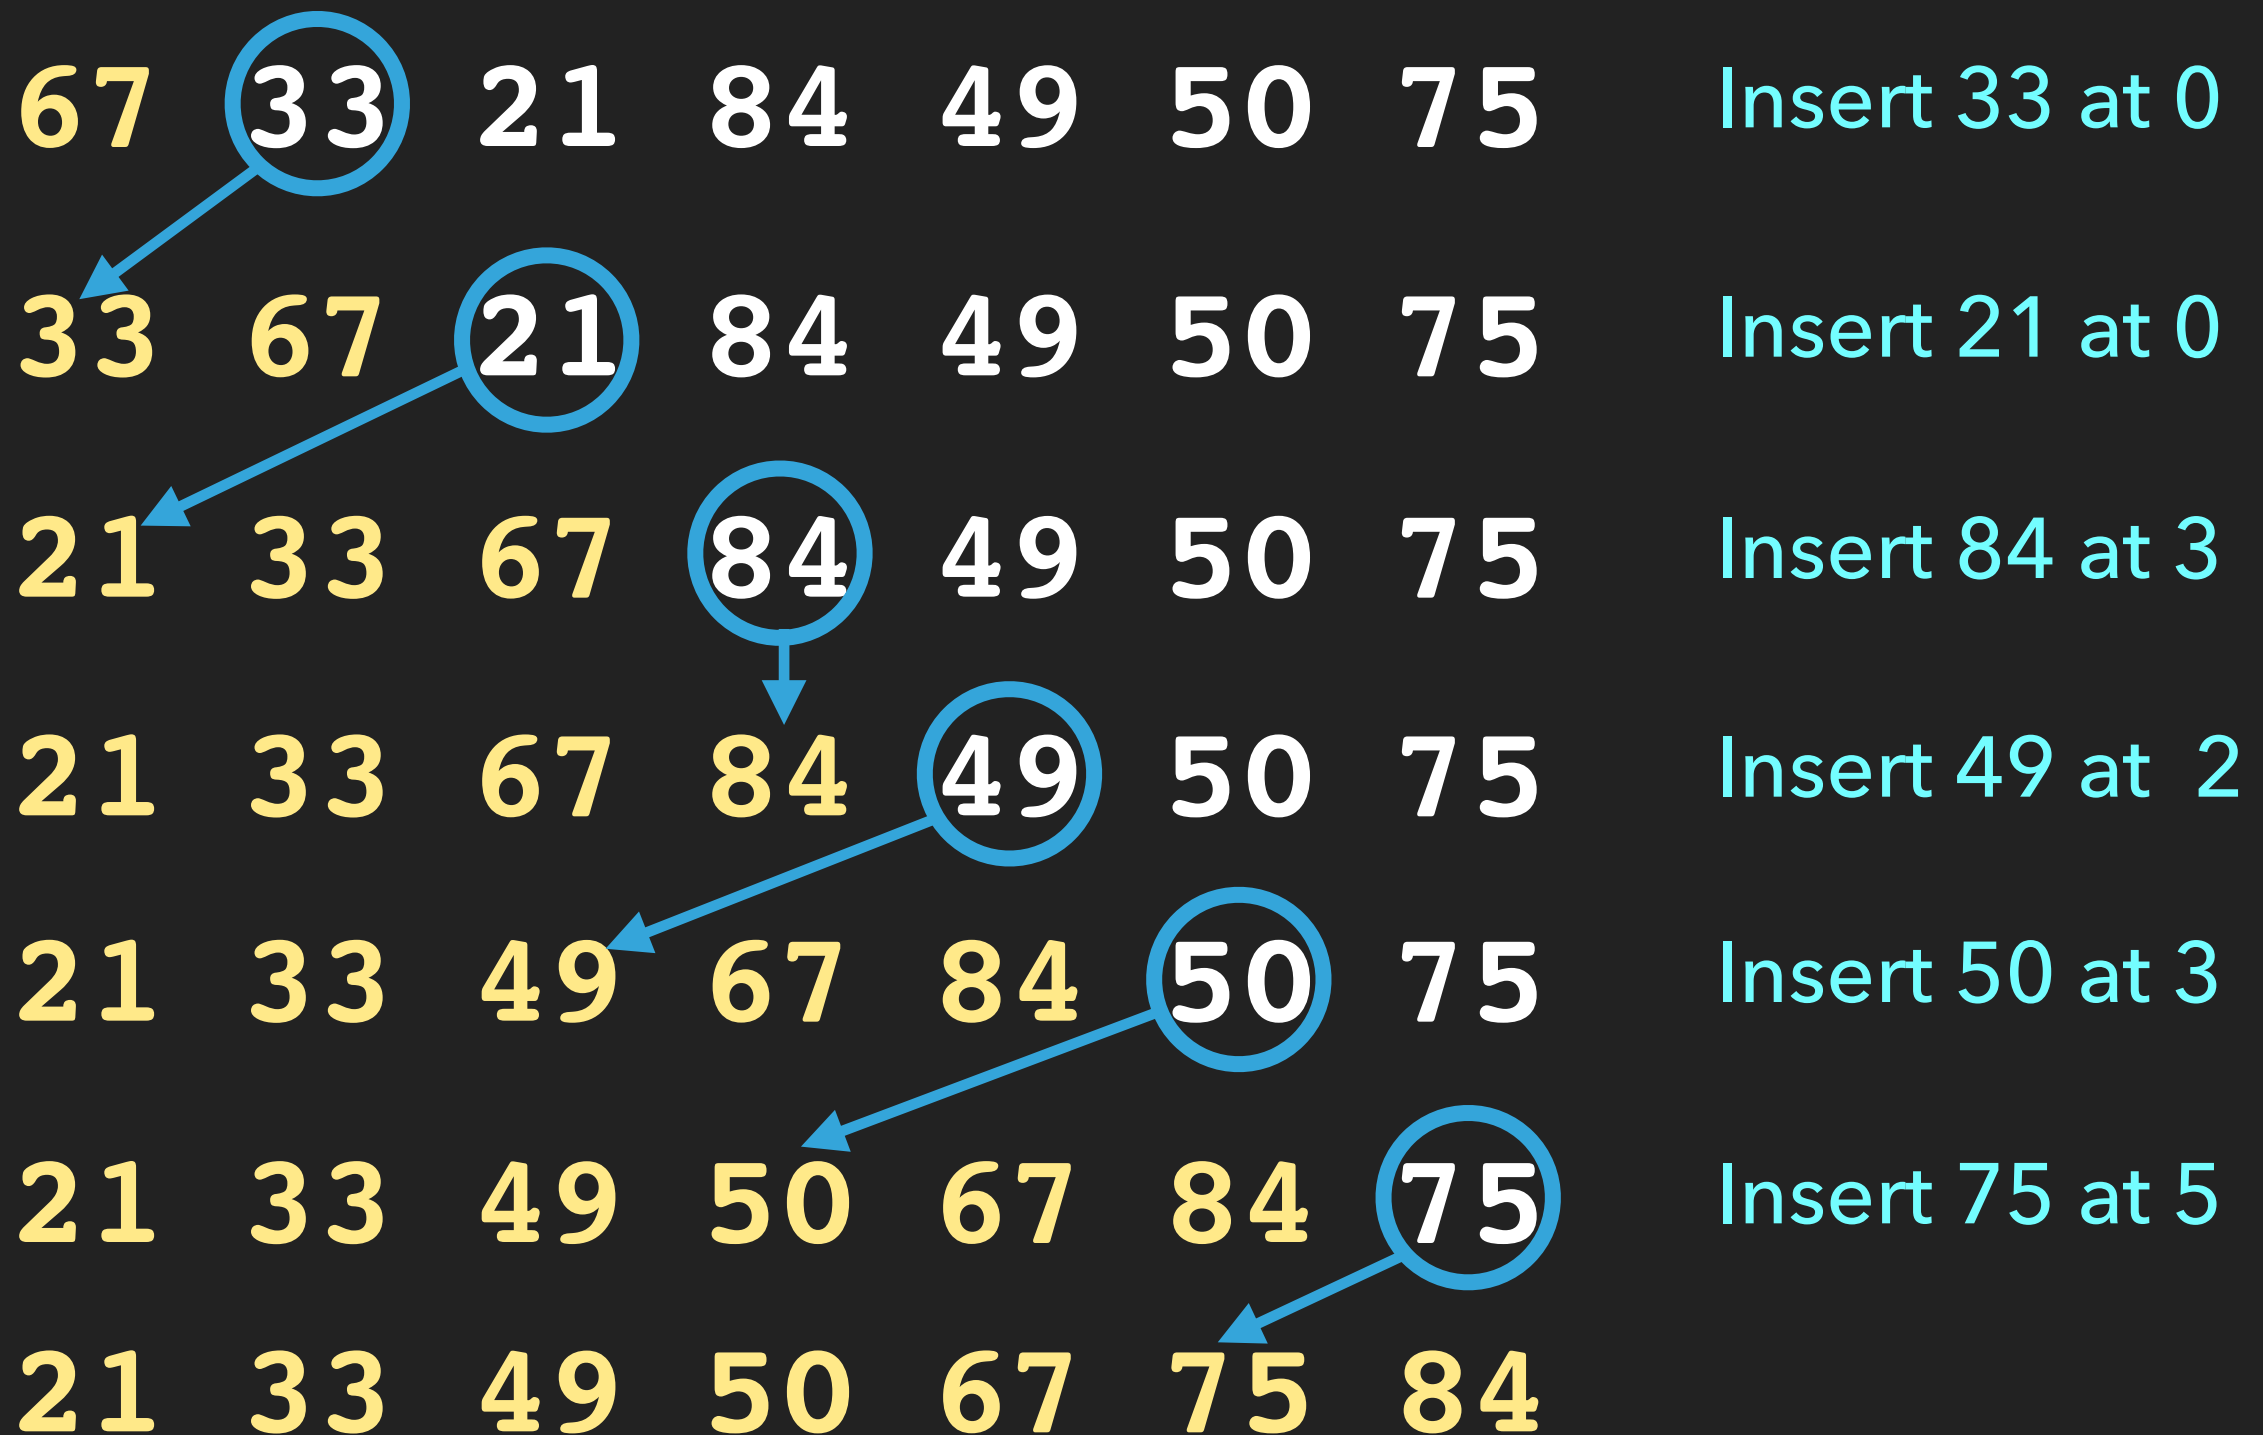 67 33 21 84 49 50 75 Insert 33 at 0
33 67 21 84 49 50 75 Insert 21 at 0
21 33 67 84 49 50 75 Insert 84 at 3
21 33 67 84 49 50 75 Insert 49 at 2
21 33 49 67 84 50 75 Insert 50 at 3
21 33 49 50 67 84 75 Insert 75 at 5
21 33 49 50 67 75 84